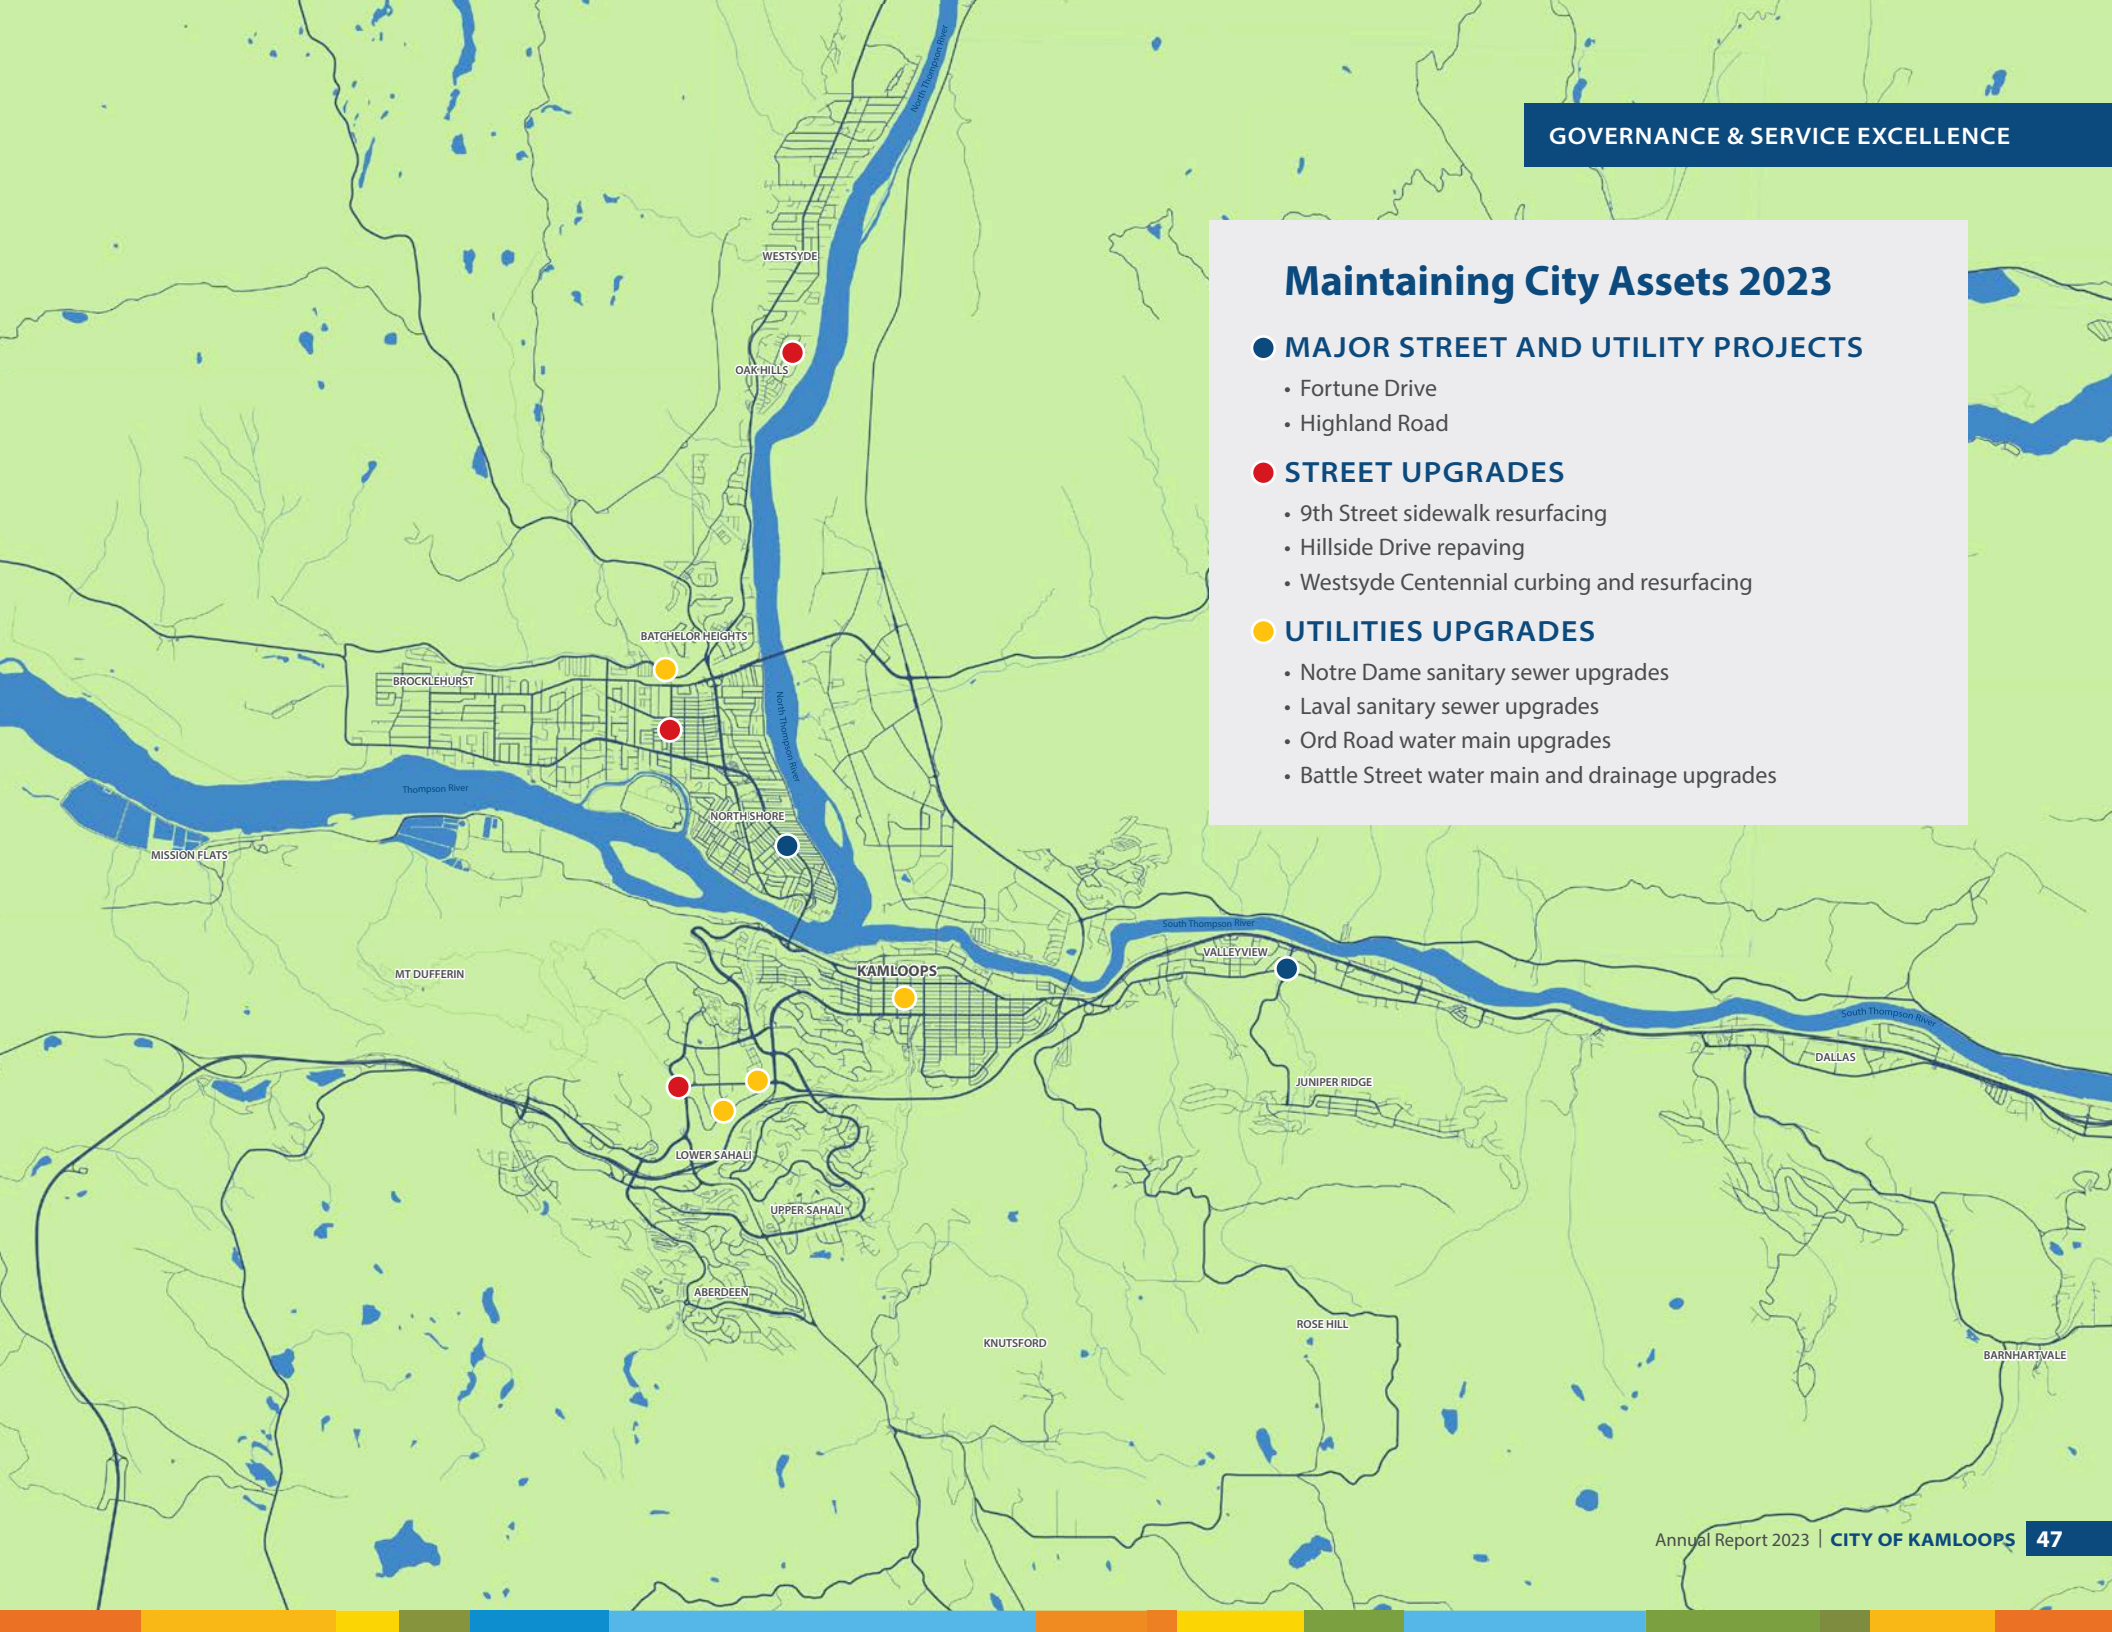 GOVERNANCE & SERVICE EXCELLENCE
Maintaining City Assets 2023
MAJOR STREET AND UTILITY PROJECTS
• Fortune Drive
• Highland Road
STREET UPGRADES
• 9th Street sidewalk resurfacing
• Hillside Drive repaving
• Westsyde Centennial curbing and resurfacing
UTILITIES UPGRADES
• Notre Dame sanitary sewer upgrades
• Laval sanitary sewer upgrades
• Ord Road water main upgrades
• Battle Street water main and drainage upgrades
North Thompson River
WESTSYDE
OAK HILLS
BATCHELOR HEIGHTS
BROCKLEHURST
North Thompson River
Thompson River
NORTH SHORE
MISSION FLATS
South Thompson River
VALLEYVIEW
KAMLOOPS
MT DUFFERIN
South Thompson River
DALLAS
JUNIPER RIDGE
LOWER SAHALI
UPPER SAHALI
ABERDEEN
ROSE HILL
KNUTSFORD
BARNHARTVALE
Annual Report 2023 | CITY OF KAMLOOPS 47